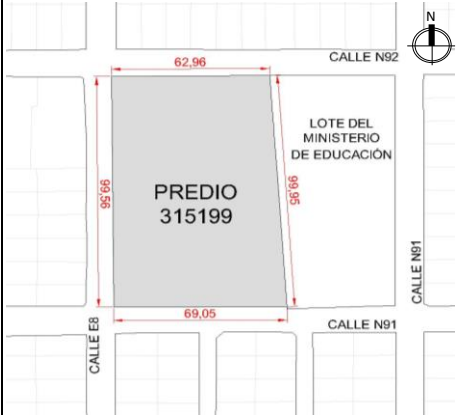 N
CALLE N92
62,96
LOTE DEL
MINISTERIO
DE EDUCACIÓN
99,56
99,95
PREDIO
315199
CALLE N91
69,05
CALLE N91
CALLE E8